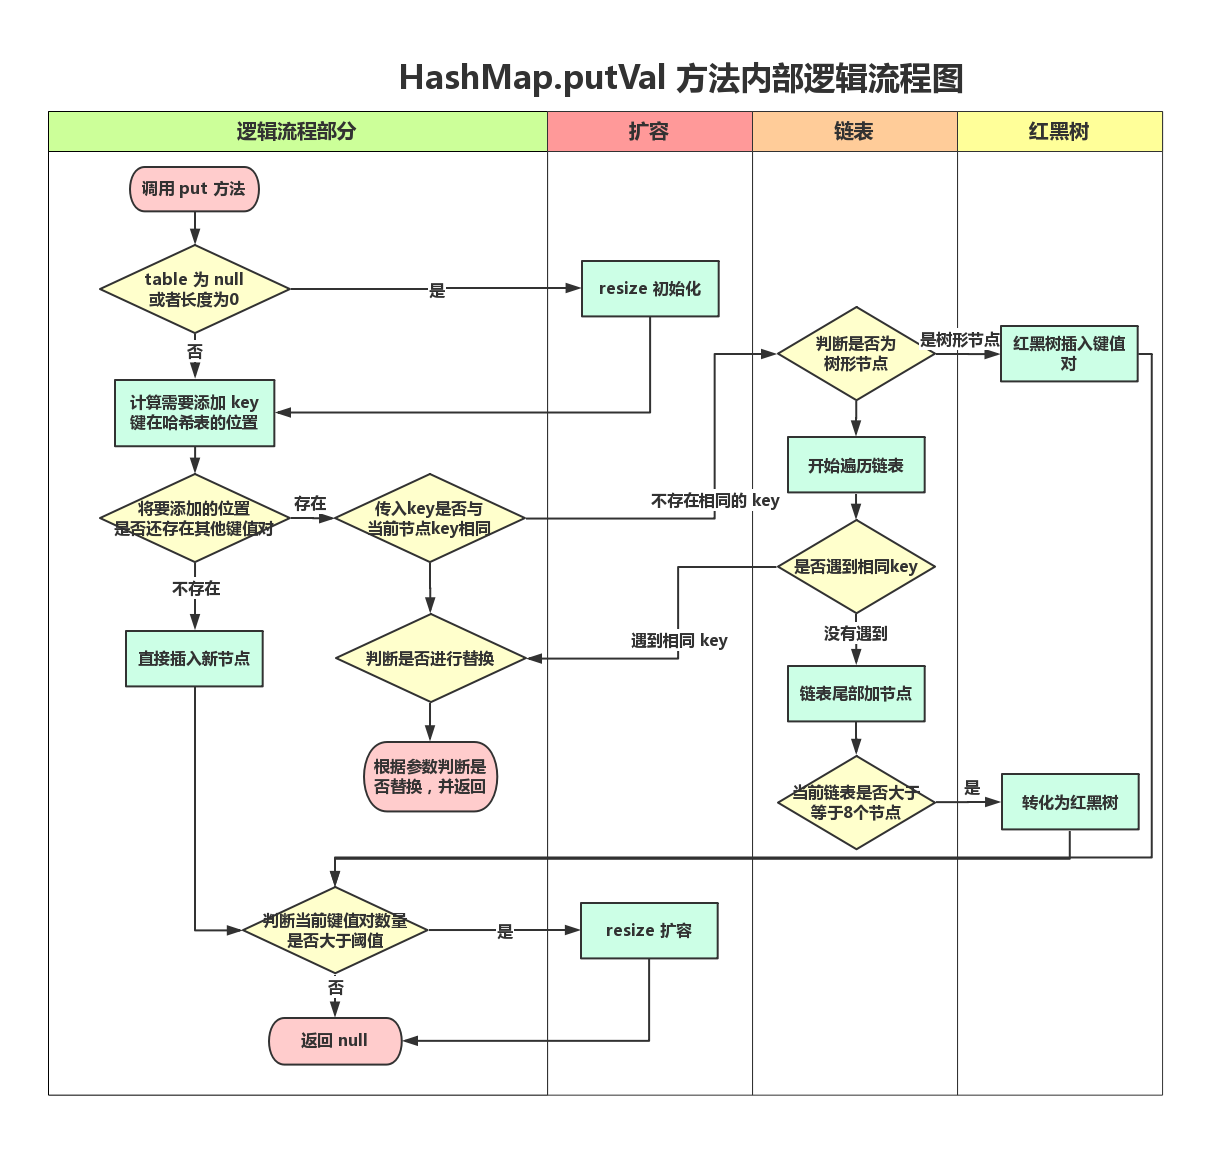 HashMap.putVal 方法内部逻辑流程图
逻辑流程部分
扩容
链表
红黑树
调用 put 方法
table 为 null
或者长度为0
是
resize 初始化
否
判断是否为
树形节点
是树形节点
红黑树插入键值
对
计算需要添加 key
键在哈希表的位置
开始遍历链表
将要添加的位置
是否还存在其他键值对
存在
传入key是否与
当前节点key相同
不存在相同的 key
是否遇到相同key
不存在
遇到相同 key
没有遇到
直接插入新节点
判断是否进行替换
链表尾部加节点
根据参数判断是
否替换，并返回
当前链表是否大于
等于8个节点
是
转化为红黑树
判断当前键值对数量
是否大于阈值
是
resize 扩容
否
返回 null